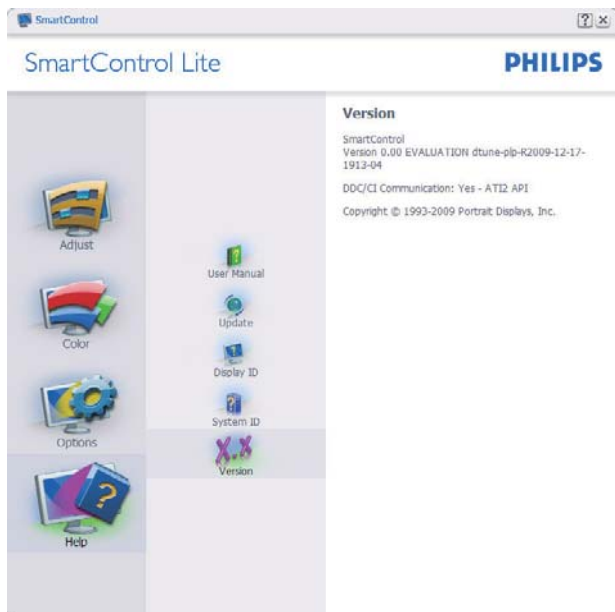 SmartControl
SmartControl Lite
PHILIPS
Adjust
Color
Options
Help
User Manual
Update
Display ID
System ID
X.X
Version
Version
SmartControl
Version 0.00 EVALUATION dtune-plp-R2009-12-17-
1913-04
DDC/CI Communication: Yes - ATI2 API
Copyright © 1993-2009 Portrait Displays, Inc.